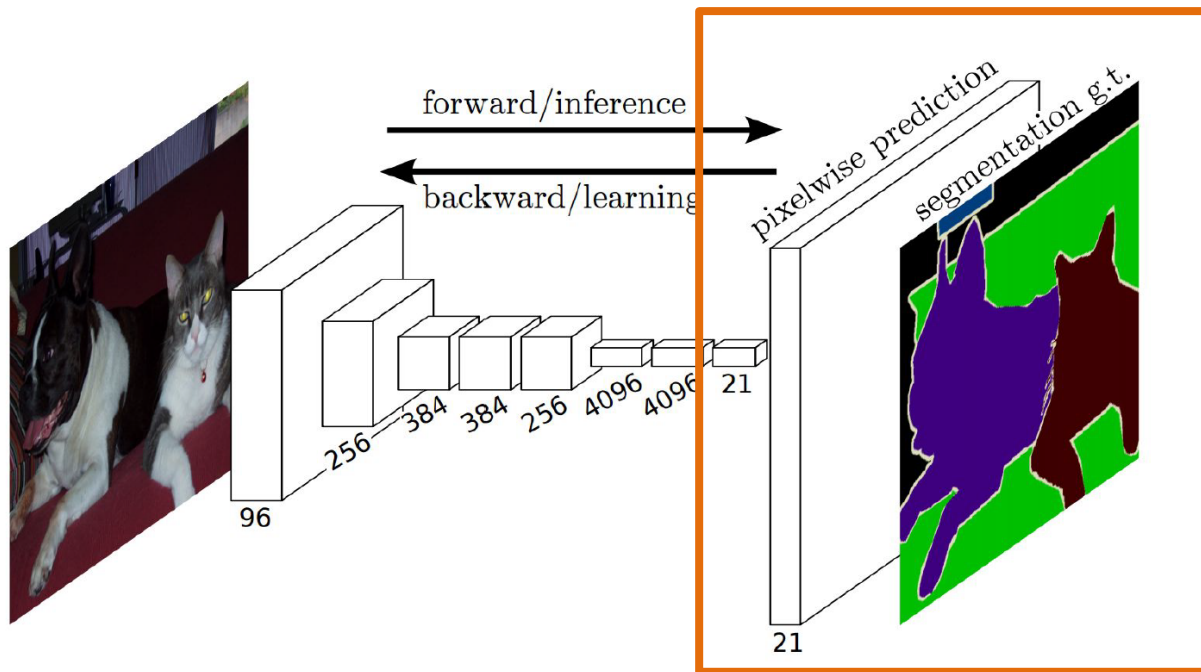 forward/inference
backward/learning
pixelwise prediction
segmentation g.t.
96
256
384
384
256
4096
4096
21
21